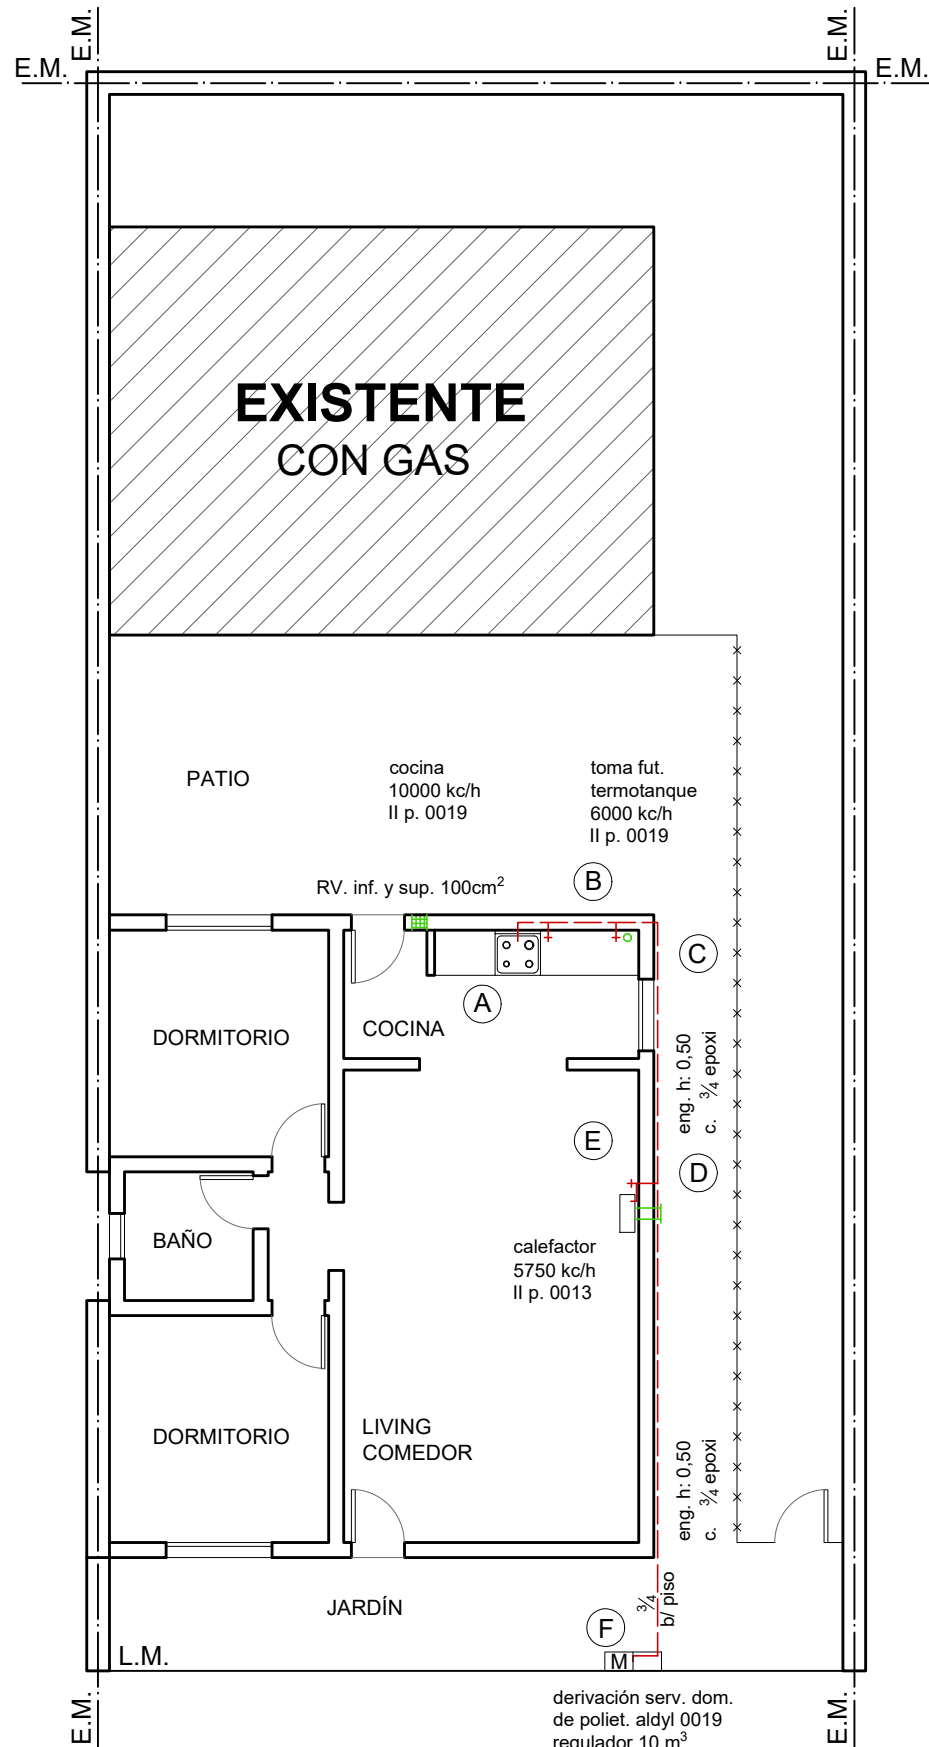 E.M.
E.M.
E.M.
E.M.
EXISTENTE
CON GAS
PATIO
cocina
10000 kc/h
II p. 0019
toma fut.
termotanque
6000 kc/h
II p. 0019
RV. inf. y sup. 100cm²
B
C
A
DORMITORIO
COCINA
eng. h: 0,50
c. ¾ epoxi
E
D
BAÑO
calefactor
5750 kc/h
II p. 0013
DORMITORIO
LIVING
COMEDOR
eng. h: 0,50
c. ¾ epoxi
JARDÍN
¾
b/ piso
F
L.M.
M
E.M.
E.M.
derivación serv. dom.
de poliet. aldyl 0019
regulador 10 m³